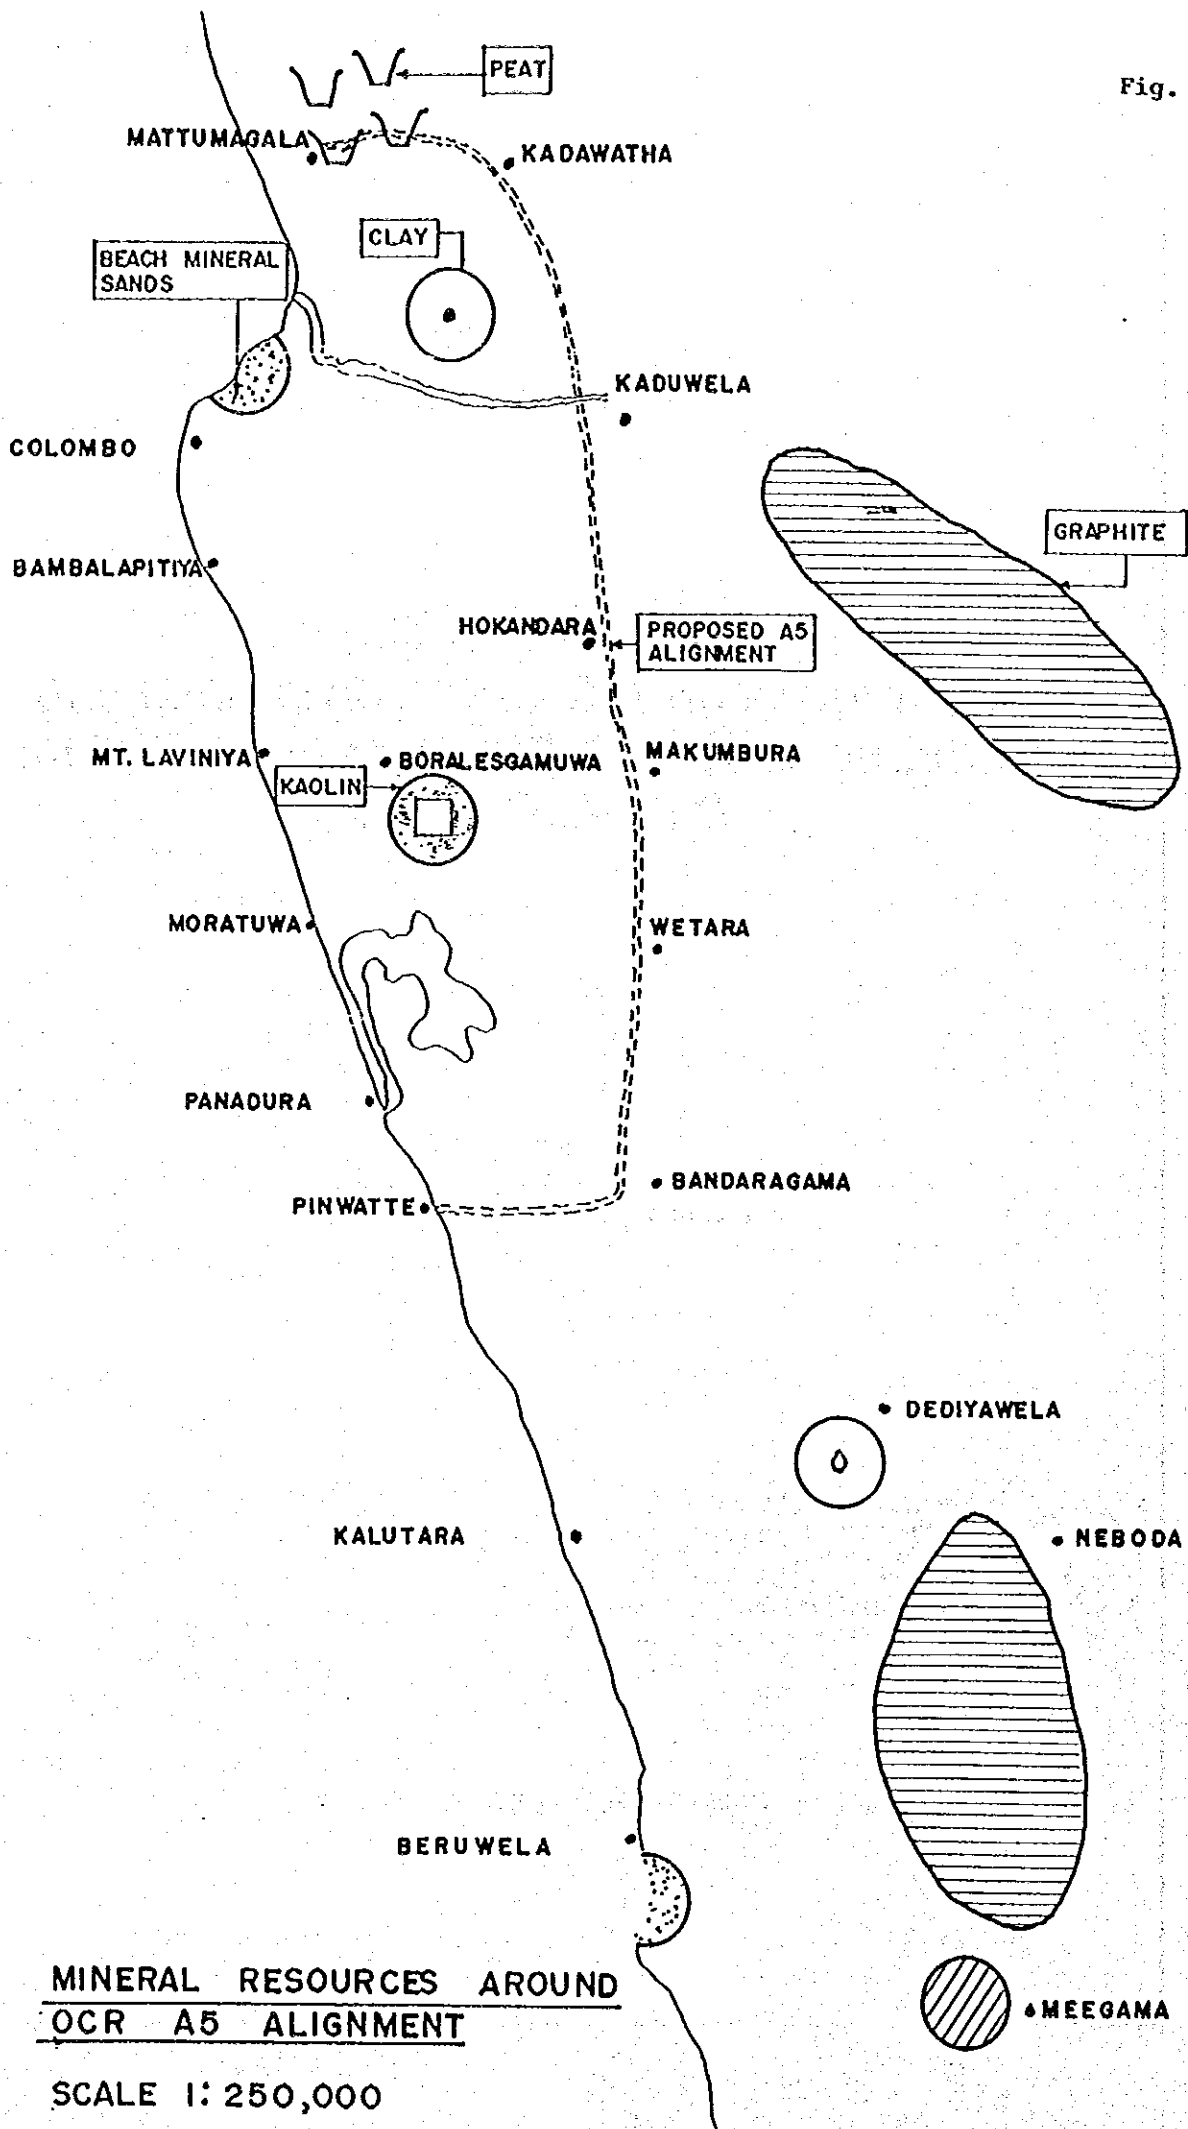 PEAT
Fig.
MATTUMAGALA
KADAWATHA
CLAY
BEACH MINERAL
SANDS
KADUWELA
COLOMBO
GRAPHITE
BAMBALAPITIYA
HOKANDARA
PROPOSED A5
ALIGNMENT
MT. LAVINIYA
BORALESGAMUWA
MAKUMBURA
KAOLIN
MORATUWA
WETARA
PANADURA
BANDARAGAMA
PINWATTE
DEDIYAWELA
KALUTARA
NEBODA
BERUWELA
MINERAL RESOURCES AROUND
OCR A5 ALIGNMENT
MEEGAMA
SCALE 1:250,000